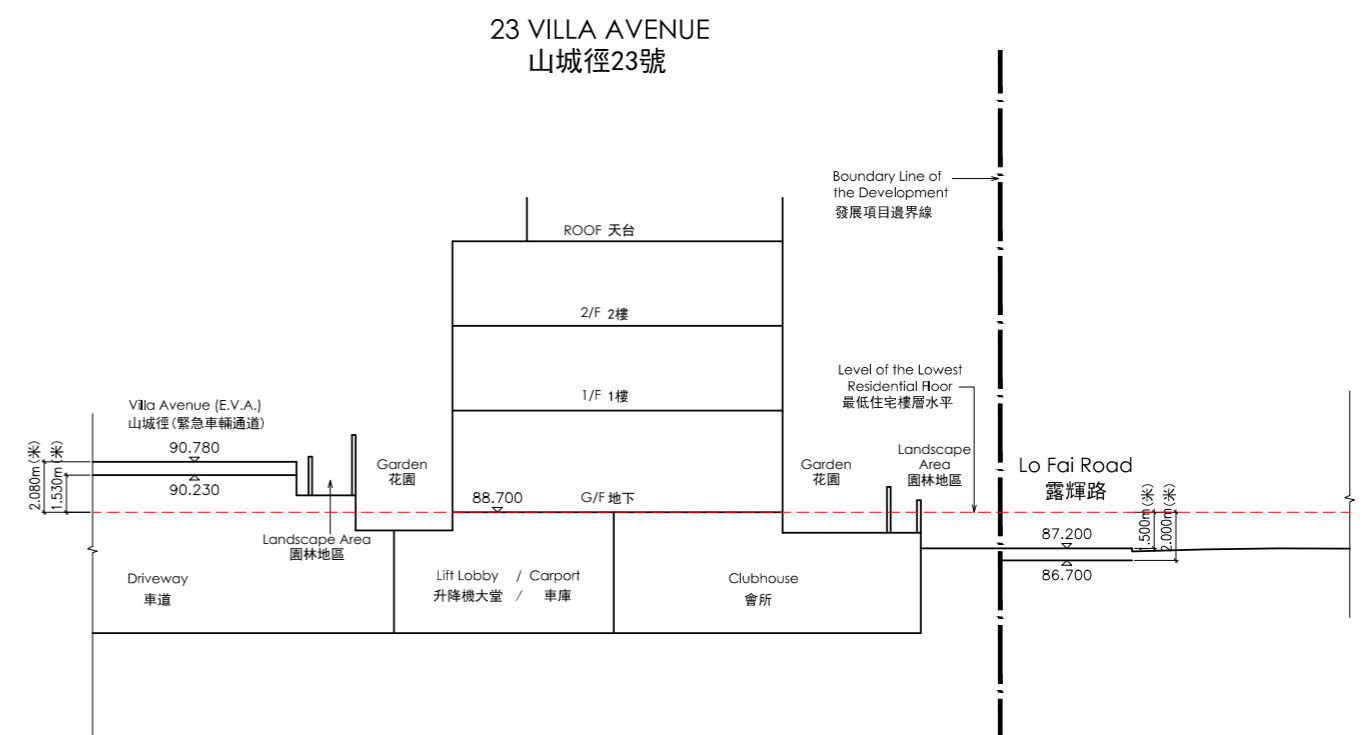 23 VILLA AVENUE
山城徑23號
Boundary Line of
the Development
發展項目邊界線
ROOF 天台
2/F 2樓
1/F 1樓
Level of the Lowest
Residential Floor
最低住宅樓層水平
Villa Avenue (E.V.A.)
山城徑(緊急車輛通道)
90.780
90.230
2.080m (米)
1.530m (米)
Garden
花園
88.700
G/F 地下
Garden
花園
Landscape
Area
園林地區
Lo Fai Road
露輝路
87.200
86.700
1.500m (米)
2.000m (米)
Landscape Area
園林地區
Driveway
車道
Lift Lobby / Carport
升降機大堂 / 車庫
Clubhouse
會所